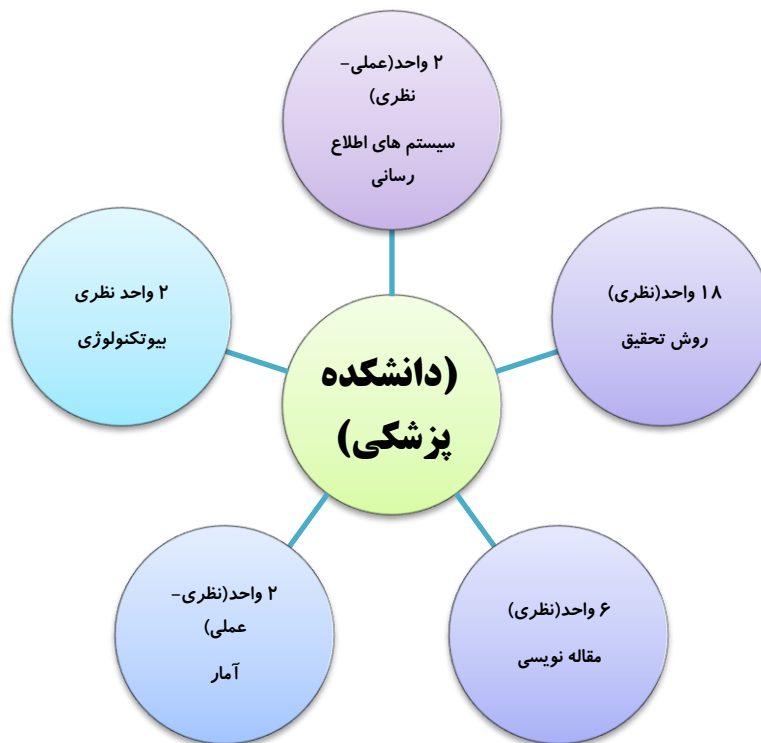 ۲ واحد(عملی–
نظری)
سیستم های اطلاع
رسانی
۱۸ واحد(نظری)
روش تحقیق
۶ واحد(نظری)
مقاله نویسی
۲ واحد(نظری–
عملی)
آمار
۲ واحد نظری
بیوتکنولوژی
(دانشکده
پزشکی)